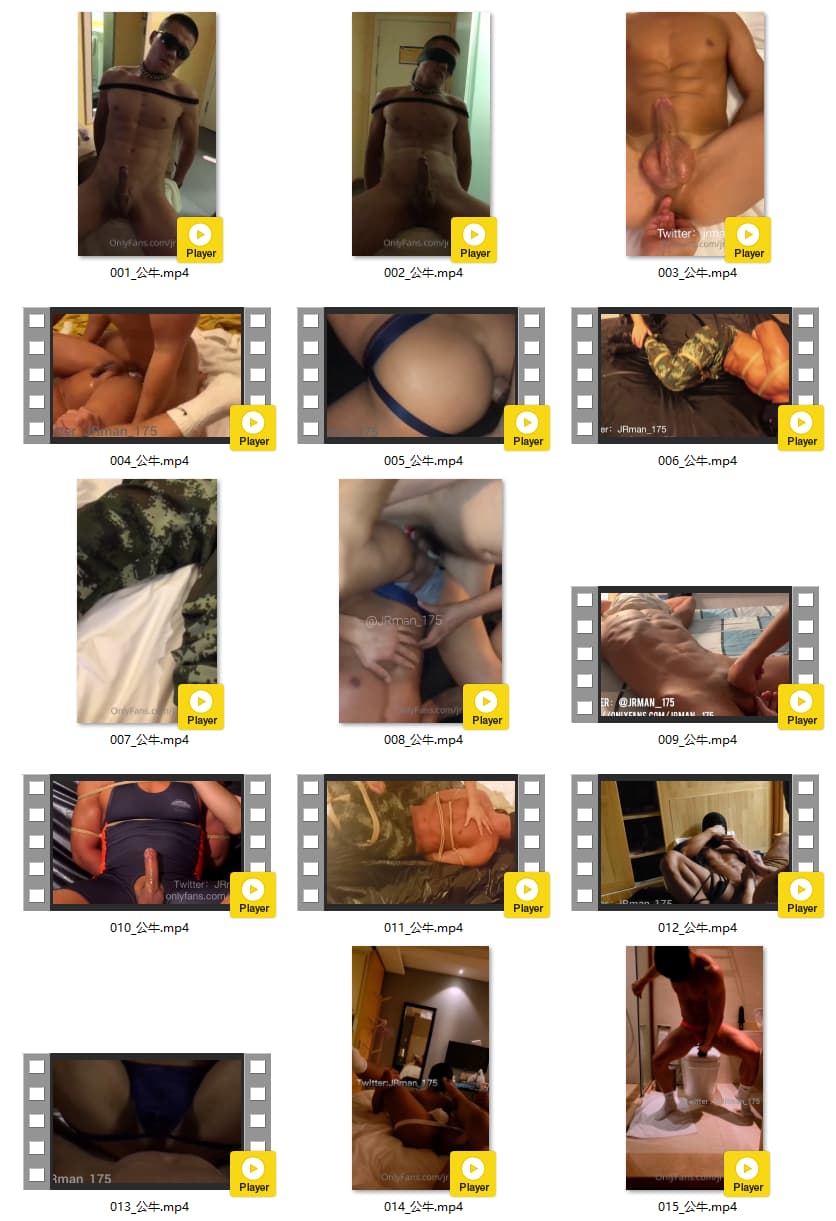 OnlyFans.com/jr
Player
001_公牛.mp4
OnlyFans.com/jr
Player
002_公牛.mp4
Twitter: jrma
Player
003_公牛.mp4
JRman_175
Player
004_公牛.mp4
Player
005_公牛.mp4
er: JRman_175
Player
006_公牛.mp4
OnlyFans.com/jr
Player
007_公牛.mp4
@JRman_175
OnlyFans.com/jr
Player
008_公牛.mp4
ER: @JRMAN_175
/ONLYFANS.COM/JRMAN_175
Player
009_公牛.mp4
Twitter: JR
onlyfans.com/jr
Player
010_公牛.mp4
Player
011_公牛.mp4
JRman_175
Player
012_公牛.mp4
Rman_175
Player
013_公牛.mp4
Twitter:JRman_175
OnlyFans.com/jr
Player
014_公牛.mp4
Twitter: JRman_175
OnlyFans.com/jr
Player
015_公牛.mp4